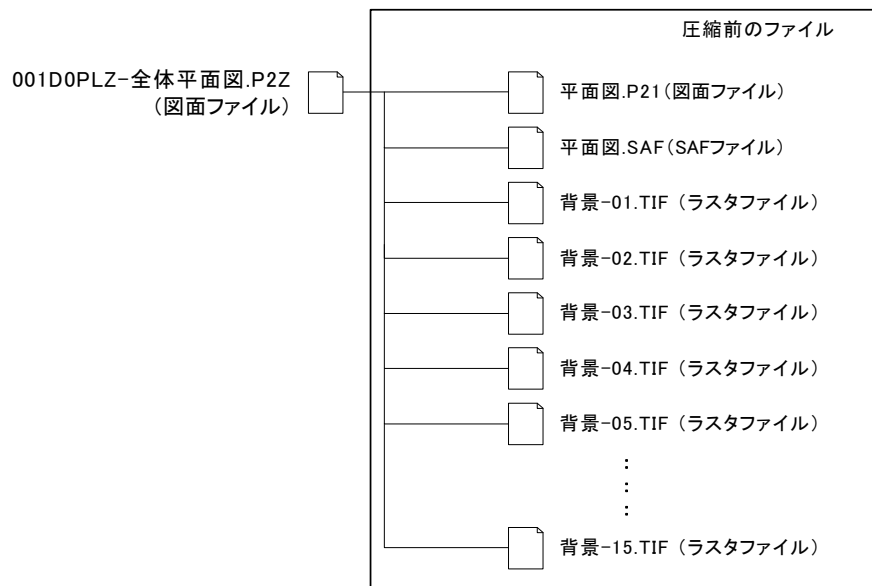 圧縮前のファイル
001D0PLZ-全体平面図.P2Z
(図面ファイル)
平面図.P21(図面ファイル)
平面図.SAF(SAFファイル)
背景-01.TIF (ラスタファイル)
背景-02.TIF (ラスタファイル)
背景-03.TIF (ラスタファイル)
背景-04.TIF (ラスタファイル)
背景-05.TIF (ラスタファイル)
:
:
:
背景-15.TIF (ラスタファイル)